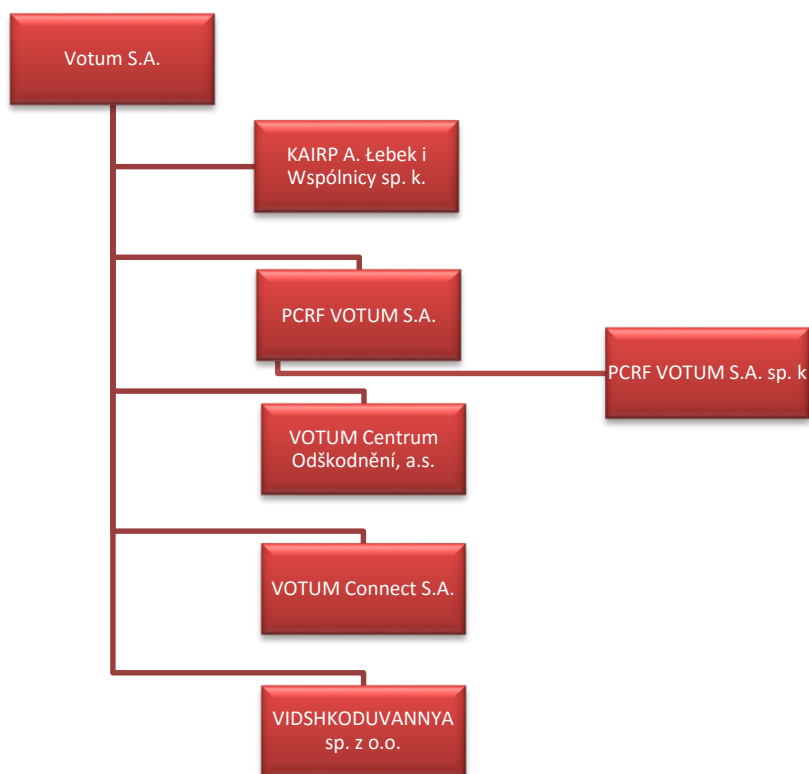 Votum S.A.
KAIRP A. Łebek i
Wspólnicy sp. k.
PCRF VOTUM S.A.
PCRF VOTUM S.A. sp. k
VOTUM Centrum
Odškodnění, a.s.
VOTUM Connect S.A.
VIDSHKODUVANNYA
sp. z o.o.